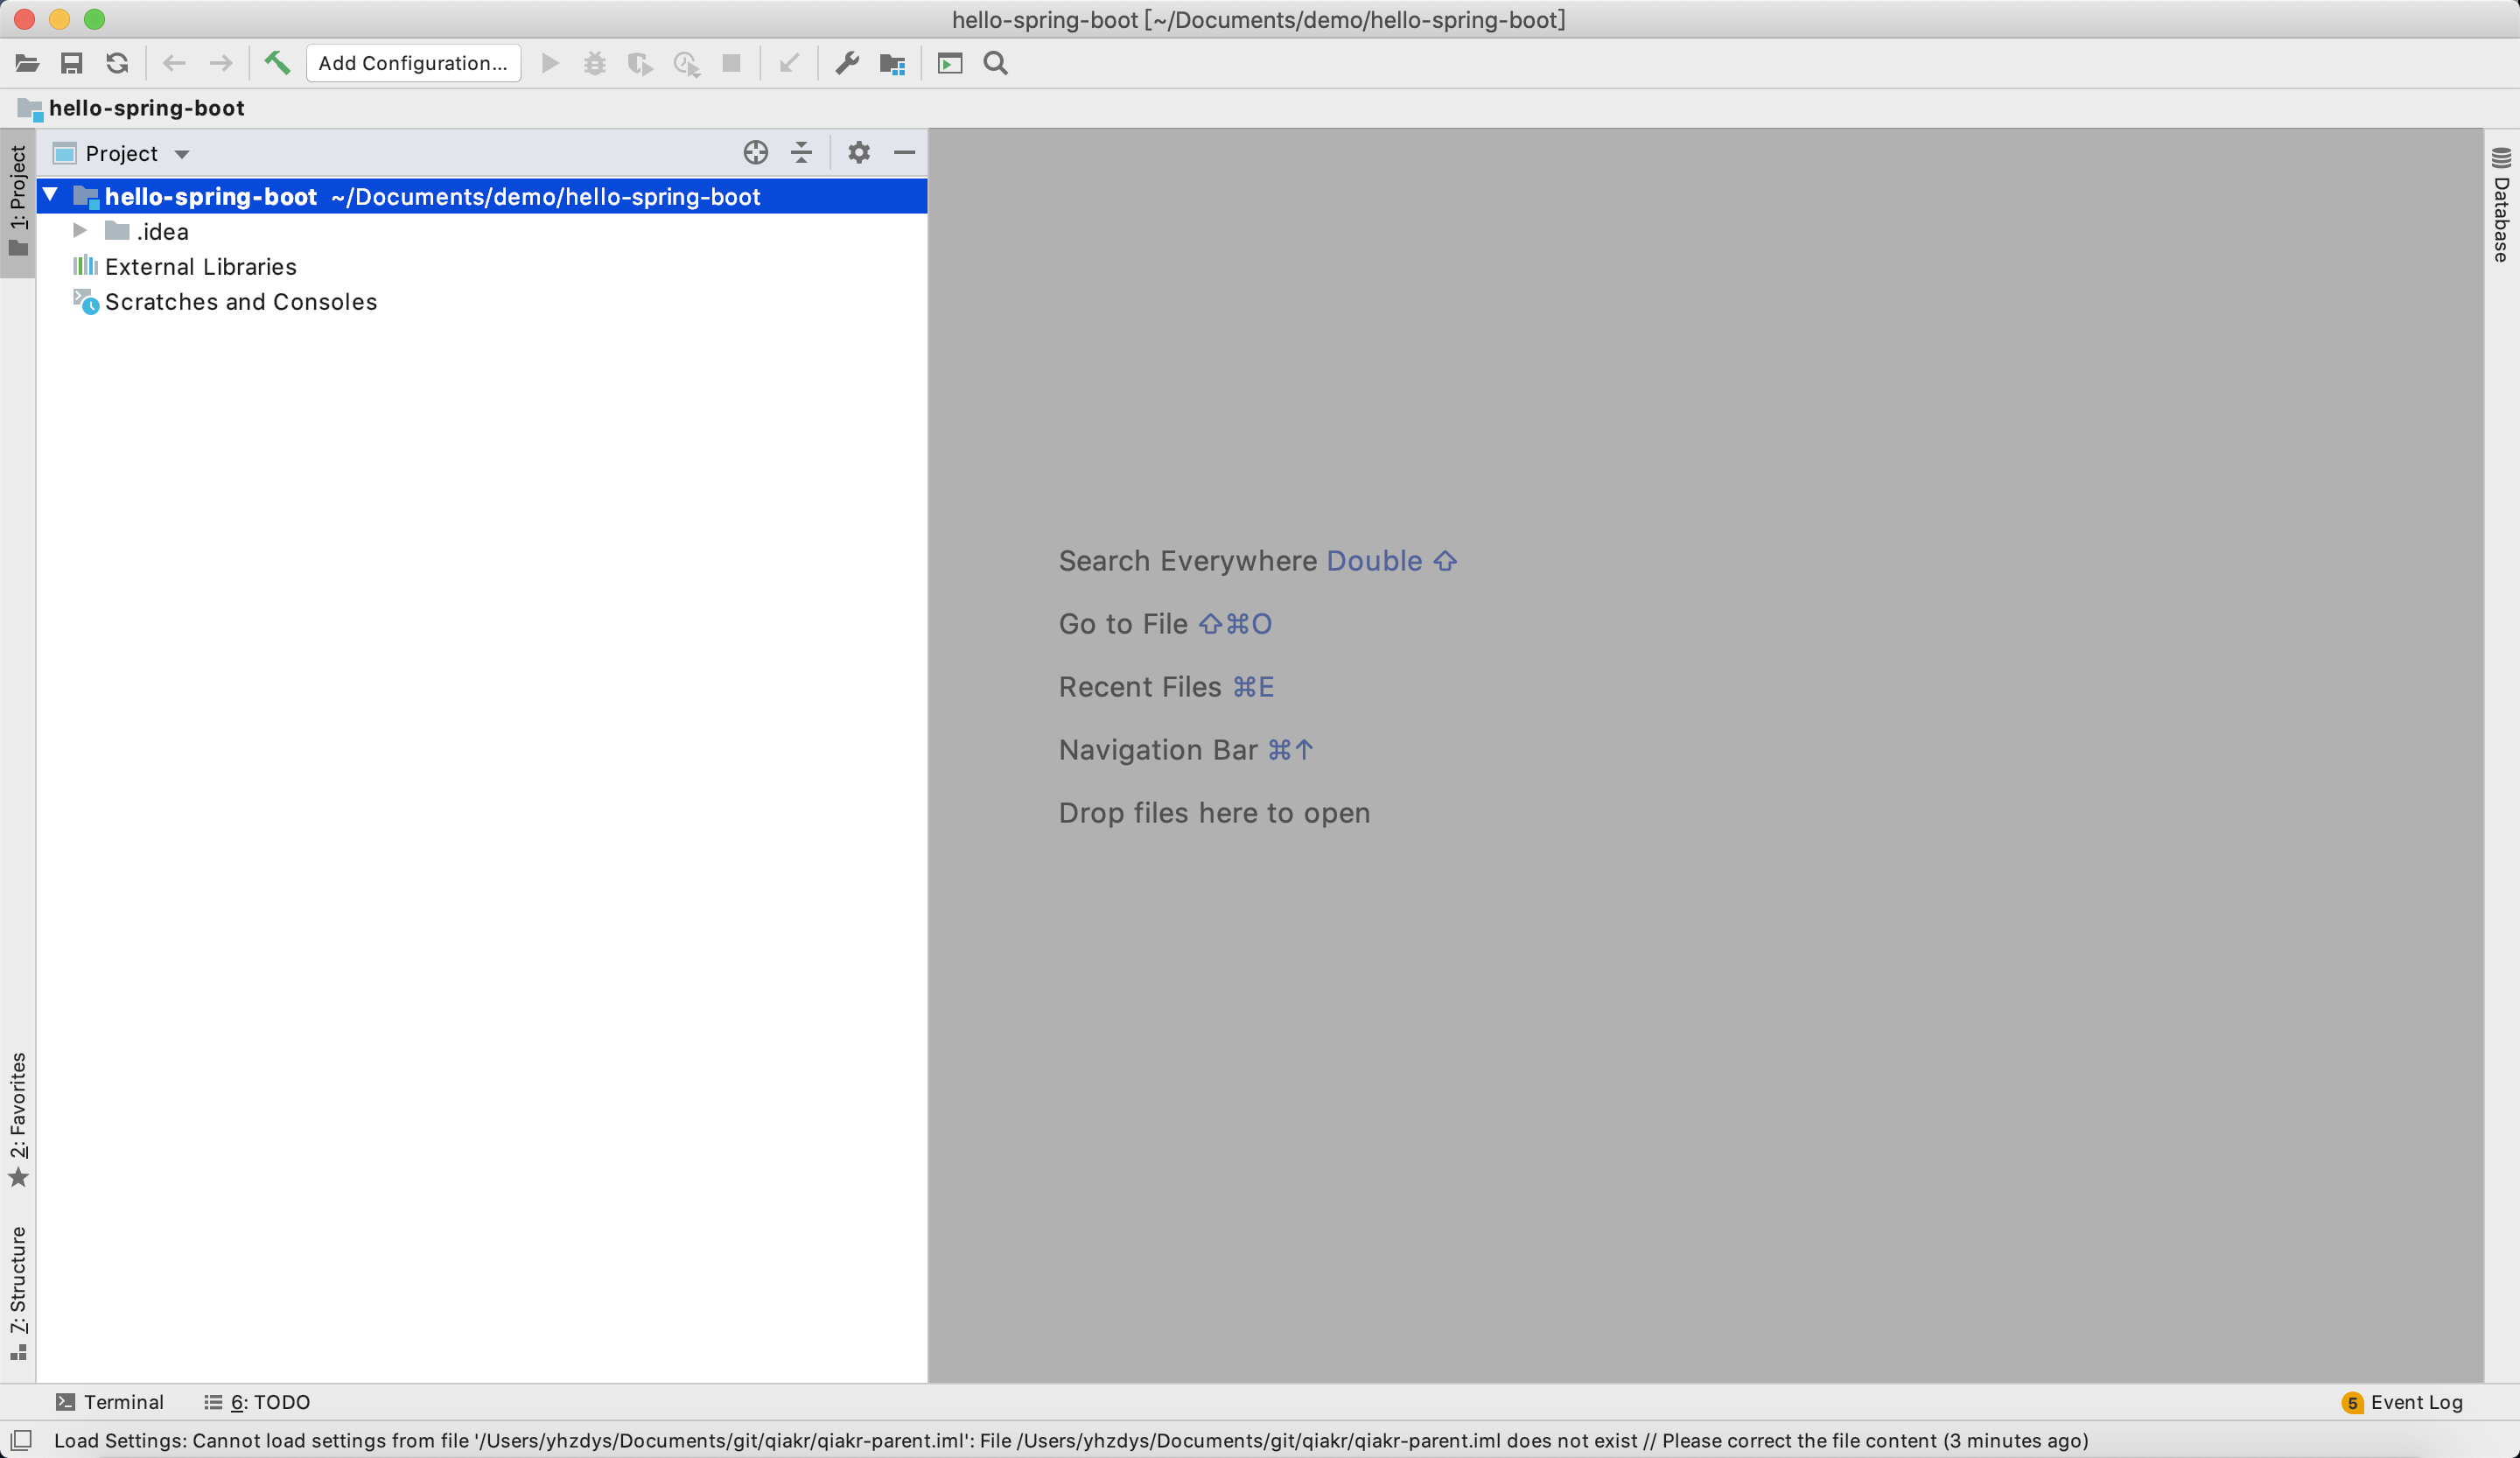 hello-spring-boot [~/Documents/demo/hello-spring-boot]
Add Configuration...
hello-spring-boot
1: Project
Project
hello-spring-boot ~/Documents/demo/hello-spring-boot
.idea
External Libraries
Scratches and Consoles
Search Everywhere Double ⇧
Go to File ⇧⌘O
Recent Files ⌘E
Navigation Bar ⌘↑
Drop files here to open
Database
2: Favorites
7: Structure
Terminal
6: TODO
5 Event Log
Load Settings: Cannot load settings from file '/Users/yhzdys/Documents/git/qiakr/qiakr-parent.iml': File /Users/yhzdys/Documents/git/qiakr/qiakr-parent.iml does not exist // Please correct the file content (3 minutes ago)